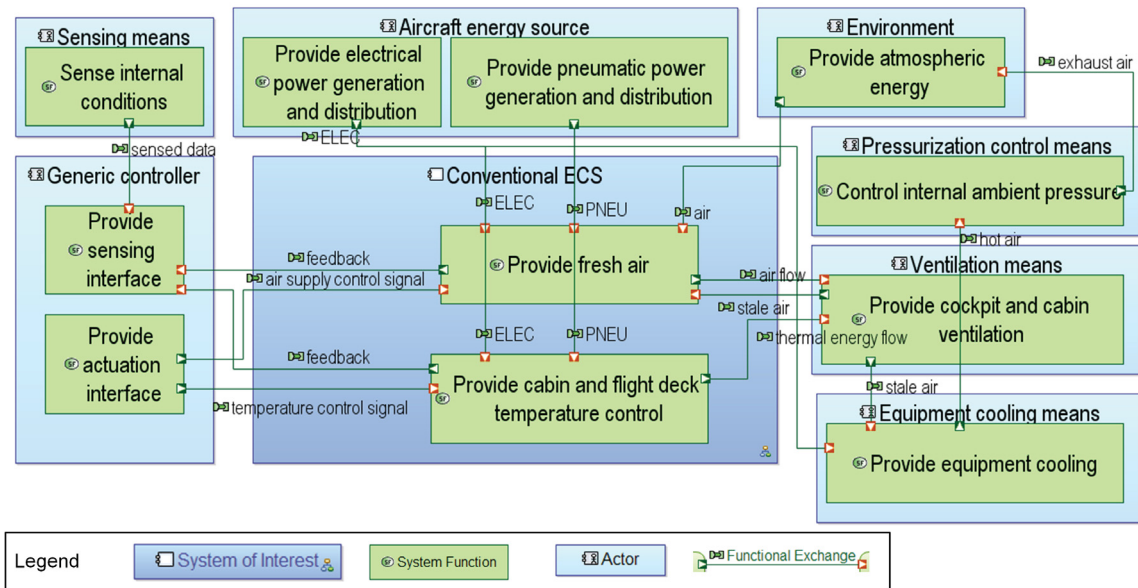 Sensing means
Sense internal
conditions
sensed data
Aircraft energy source
Provide electrical
power generation
and distribution
Provide pneumatic power
generation and distribution
ELEC
Environment
Provide atmospheric
energy
exhaust air
Pressurization control means
Control internal ambient pressure
hot air
Generic controller
Provide
sensing
interface
Provide
actuation
interface
feedback
air supply control signal
feedback
temperature control signal
Conventional ECS
ELEC
PNEU
air
Provide fresh air
ELEC
PNEU
Provide cabin and flight deck
temperature control
air flow
stale air
thermal energy flow
Ventilation means
Provide cockpit and cabin
ventilation
stale air
Equipment cooling means
Provide equipment cooling
Legend
System of Interest
sr System Function
Actor
Functional Exchange